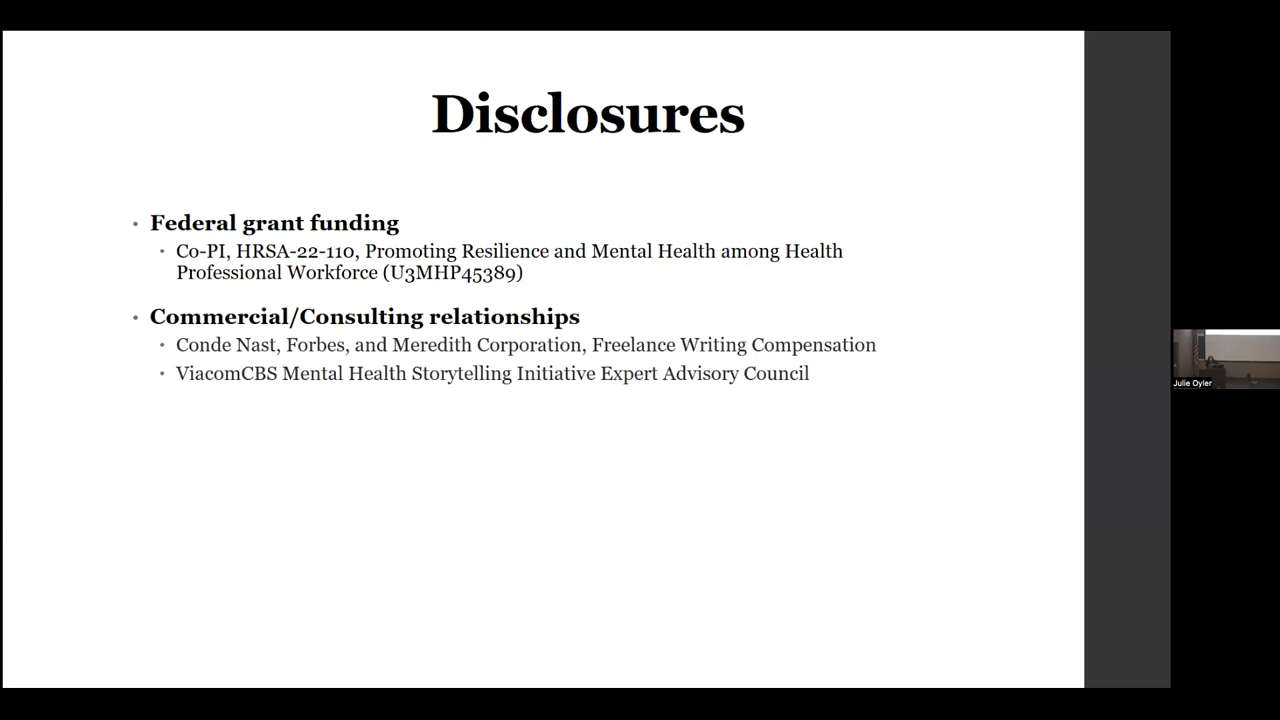 Disclosures
• Federal grant funding
• Co-PI, HRSA-22-110, Promoting Resilience and Mental Health among Health
Professional Workforce (U3MHP45389)
• Commercial/Consulting relationships
• Conde Nast, Forbes, and Meredith Corporation, Freelance Writing Compensation
• ViacomCBS Mental Health Storytelling Initiative Expert Advisory Council
Julie Oyler